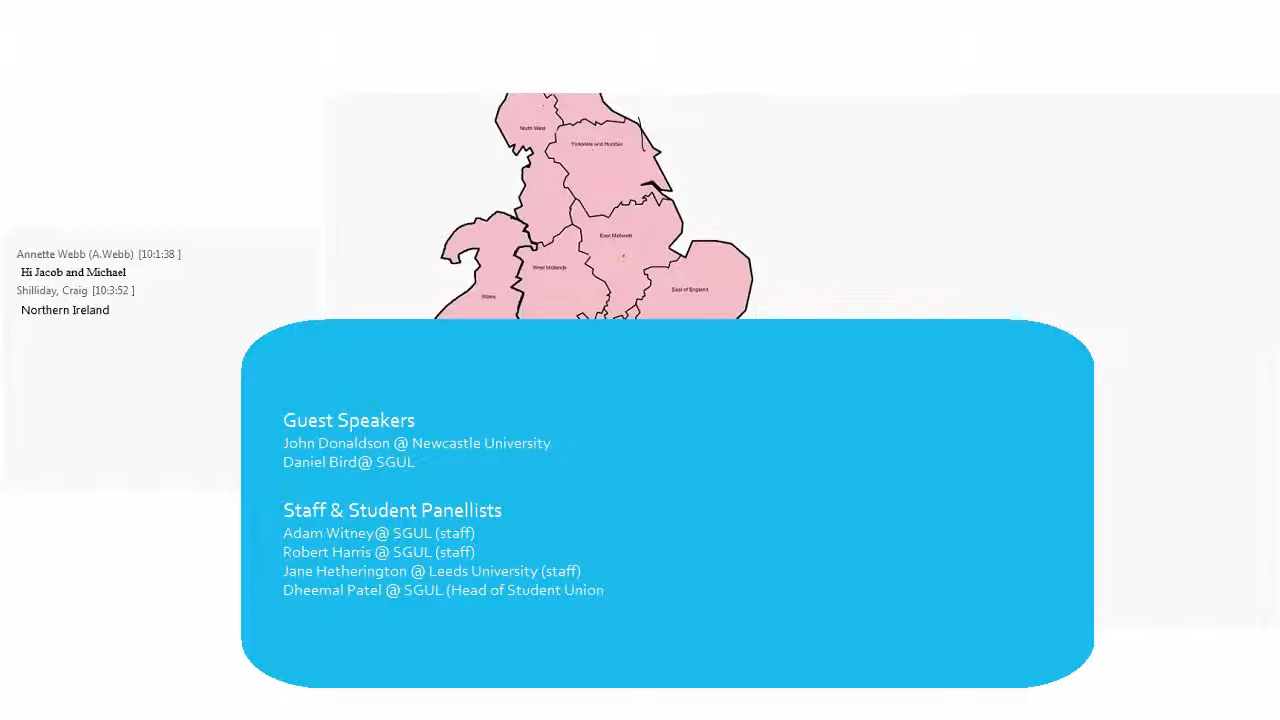 North West
Yorkshire and Humber
East Midlands
West Midlands
East of England
Wales
Annette Webb (A.Webb) [10:1:38 ]
Hi Jacob and Michael
Shilliday, Craig [10:3:52 ]
Northern Ireland
Guest Speakers
John Donaldson @ Newcastle University
Daniel Bird@ SGUL
Staff & Student Panellists
Adam Witney@ SGUL (staff)
Robert Harris @ SGUL (staff)
Jane Hetherington @ Leeds University (staff)
Dheemal Patel @ SGUL (Head of Student Union